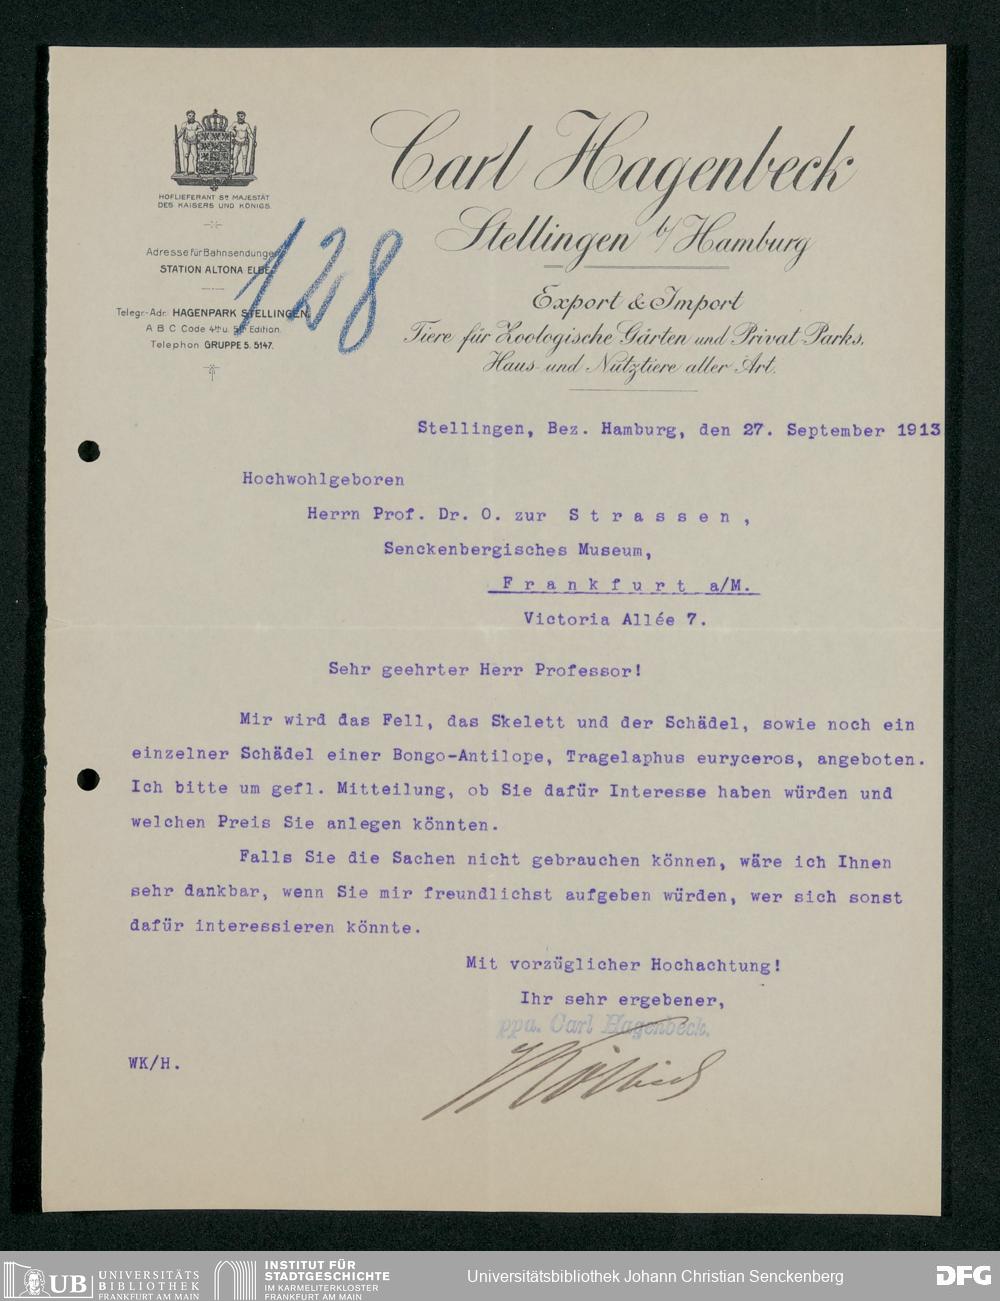 HOFLIEFERANT Sr. MAJESTÄT
DES KAISERS UND KÖNIGS.
Adresse für Bahnsendungen
STATION ALTONA ELBE.
Telegr.-Adr. HAGENPARK STELLINGEN.
A B C Code 4th u. 5th Edition.
Telephon GRUPPE 5. 5147.
128
Carl Hagenbeck
Stellingen b/ Hamburg
Export & Import
Tiere für Zoologische Gärten und Privat-Parks.
Haus- und Nutztiere aller Art.
Stellingen, Bez. Hamburg, den 27. September 1913
Hochwohlgeboren
Herrn Prof. Dr. O. zur S t r a s s e n ,
Senckenbergisches Museum,
F r a n k f u r t a/M.
Victoria Allée 7.
Sehr geehrter Herr Professor!
Mir wird das Fell, das Skelett und der Schädel, sowie noch ein
einzelner Schädel einer Bongo-Antilope, Tragelaphus euryceros, angeboten.
Ich bitte um gefl. Mitteilung, ob Sie dafür Interesse haben würden und
welchen Preis Sie anlegen könnten.
Falls Sie die Sachen nicht gebrauchen können, wäre ich Ihnen
sehr dankbar, wenn Sie mir freundlichst aufgeben würden, wer sich sonst
dafür interessieren könnte.
Mit vorzüglicher Hochachtung!
Ihr sehr ergebener,
ppa. Carl Hagenbeck.
WK/H.
UB UNIVERSITÄTS
BIBLIOTHEK
FRANKFURT AM MAIN
INSTITUT FÜR
STADTGESCHICHTE
IM KARMELITERKLOSTER
FRANKFURT AM MAIN
Universitätsbibliothek Johann Christian Senckenberg
DFG